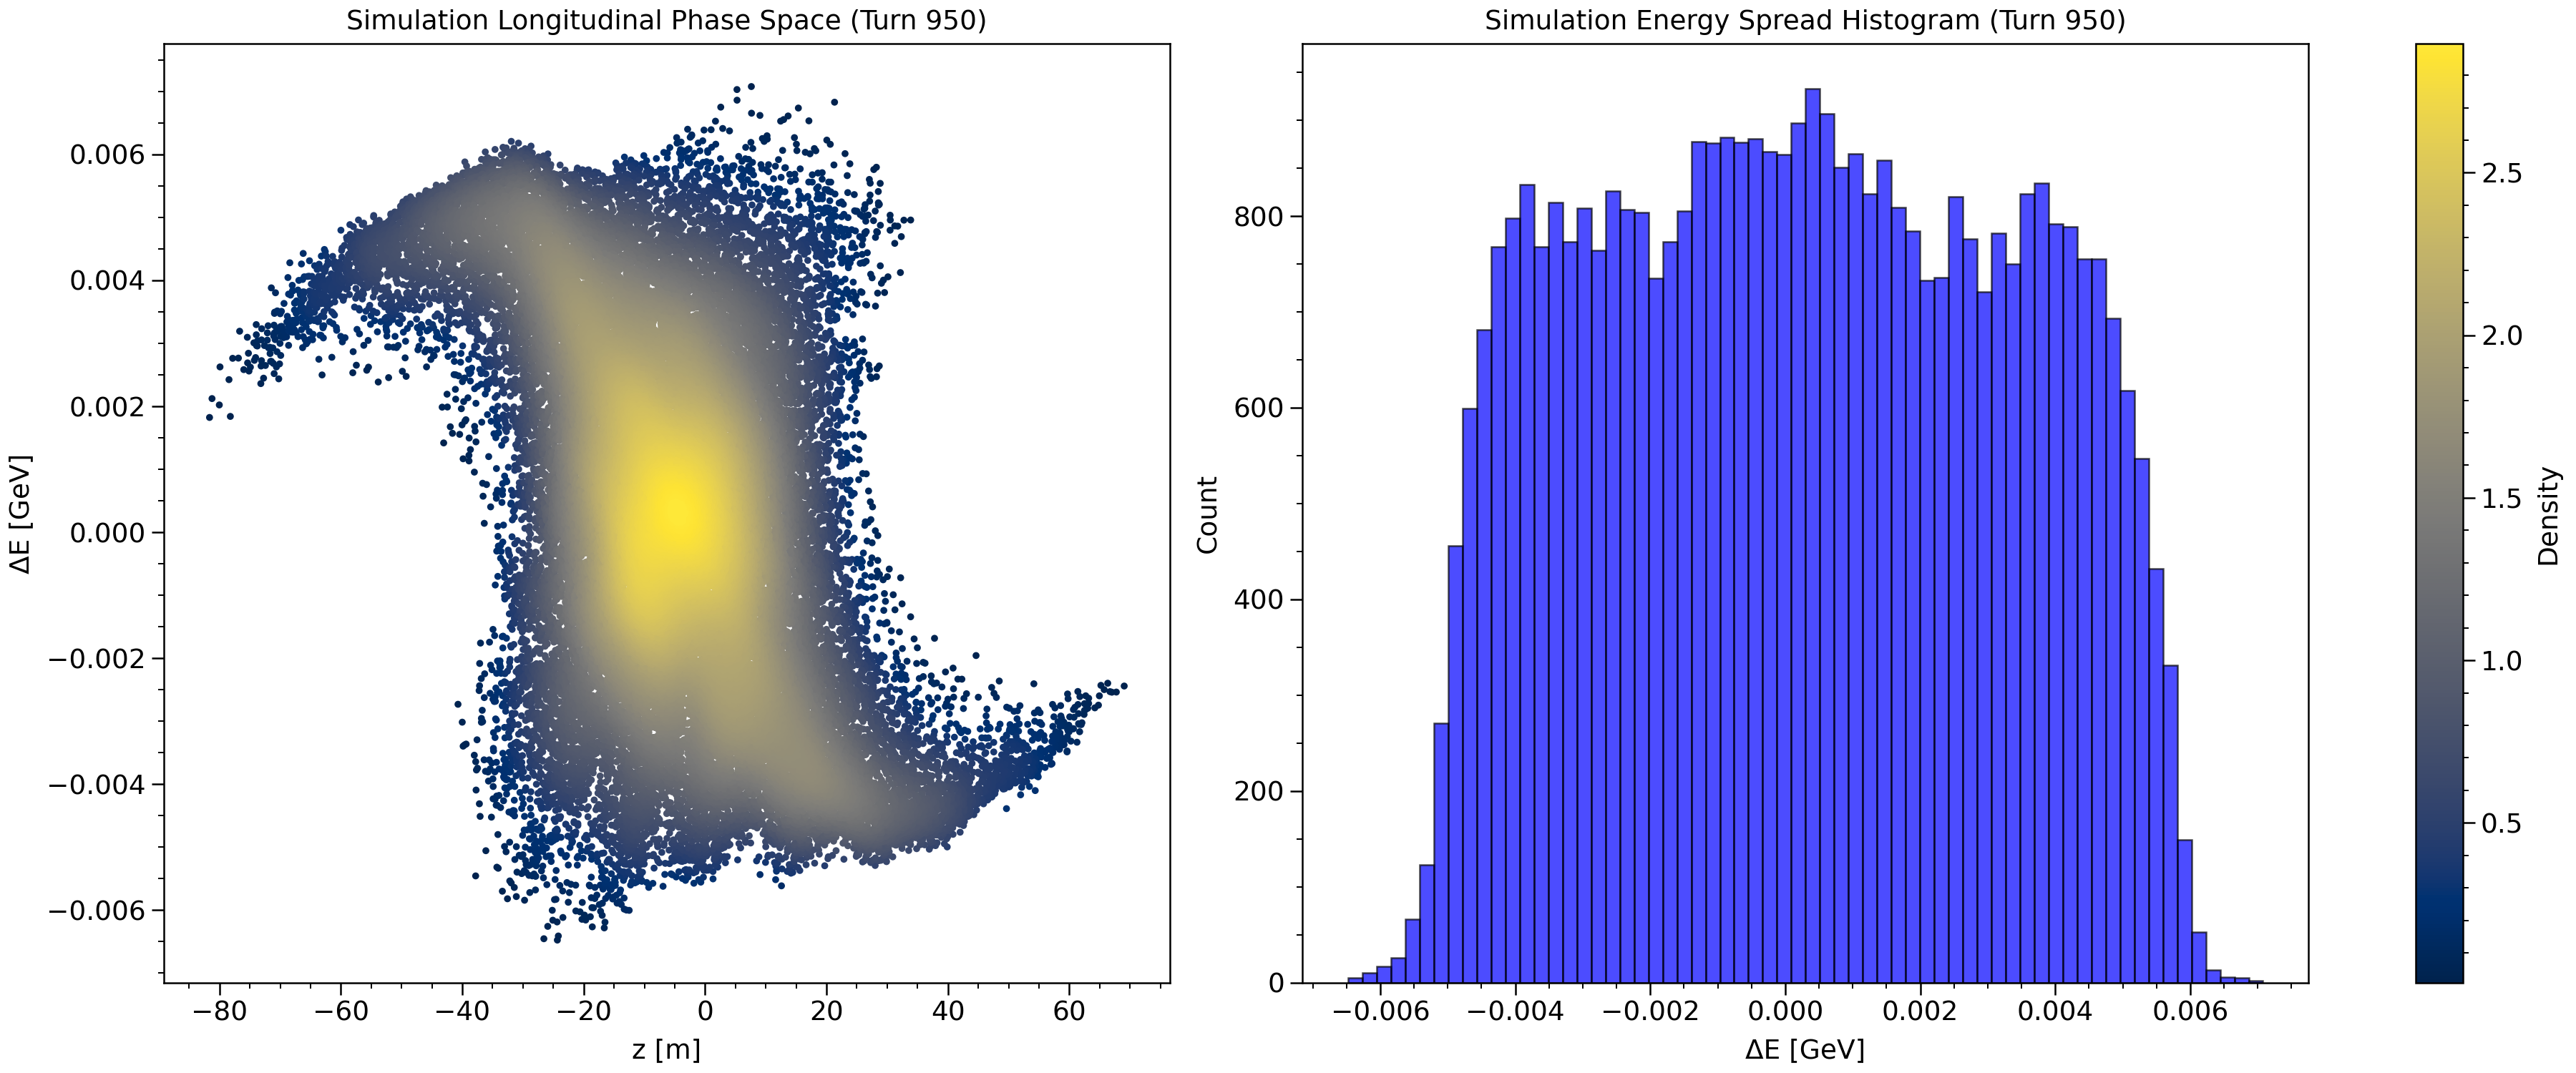 Simulation Longitudinal Phase Space (Turn 950)
ΔE [GeV]
0.006
0.004
0.002
0.000
−0.002
−0.004
−0.006
−80 −60 −40 −20 0 20 40 60
z [m]
Simulation Energy Spread Histogram (Turn 950)
Count
800
600
400
200
0
−0.006 −0.004 −0.002 0.000 0.002 0.004 0.006
ΔE [GeV]
2.5
2.0
1.5
1.0
0.5
Density